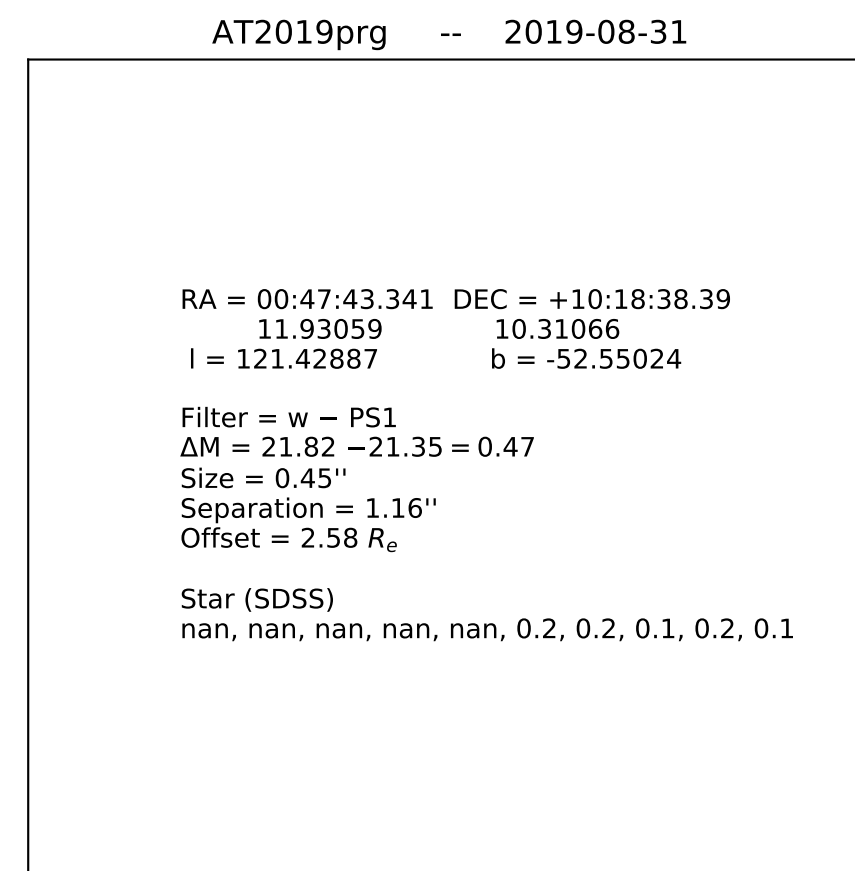 AT2019prg -- 2019-08-31
RA = 00:47:43.341 DEC = +10:18:38.39
11.93059 10.31066
l = 121.42887 b = -52.55024
Filter = w − PS1
ΔM = 21.82 −21.35 = 0.47
Size = 0.45''
Separation = 1.16''
Offset = 2.58 Rₑ
Star (SDSS)
nan, nan, nan, nan, nan, 0.2, 0.2, 0.1, 0.2, 0.1